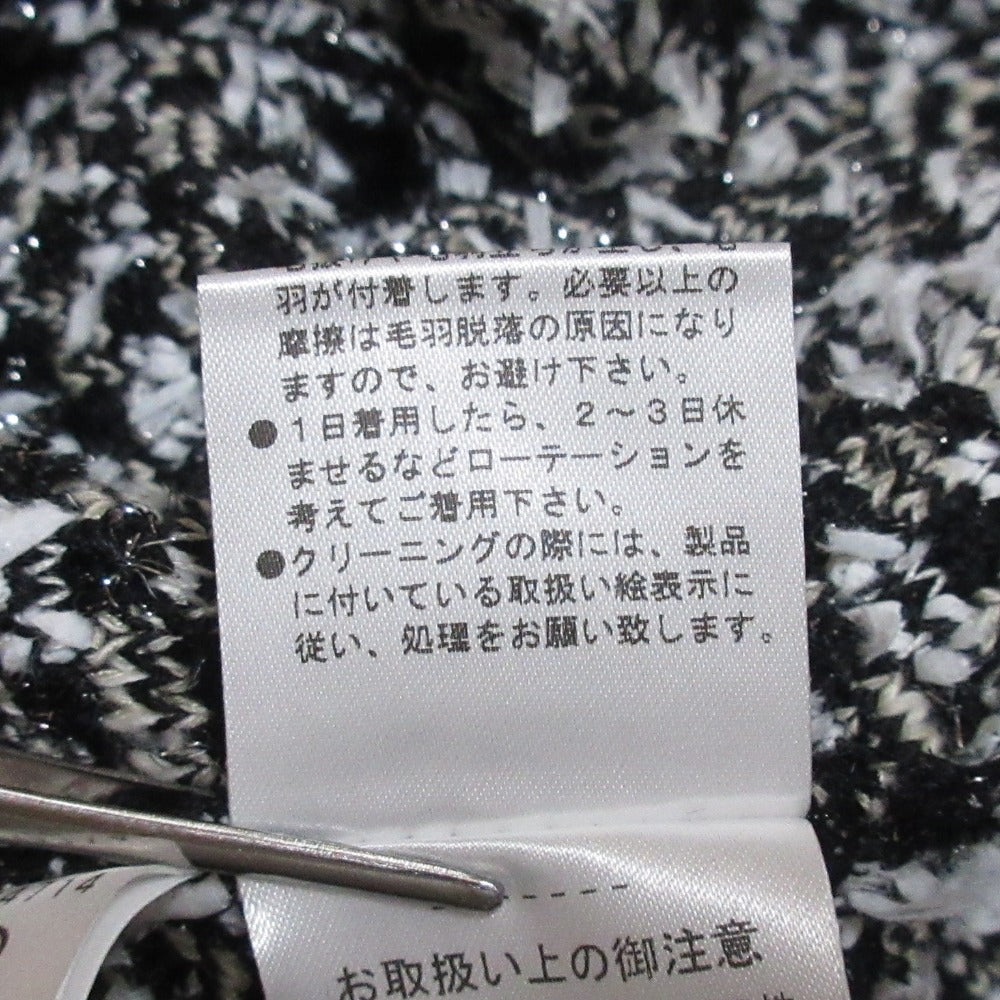 羽が付着します。必要以上の
摩擦は毛羽脱落の原因になり
ますので、お避け下さい。
●1日着用したら、2〜3日休
ませるなどローテーションを
考えてご着用下さい。
●クリーニングの際には、製品
に付いている取扱い絵表示に
従い、処理をお願い致します。
お取扱い上の御注意